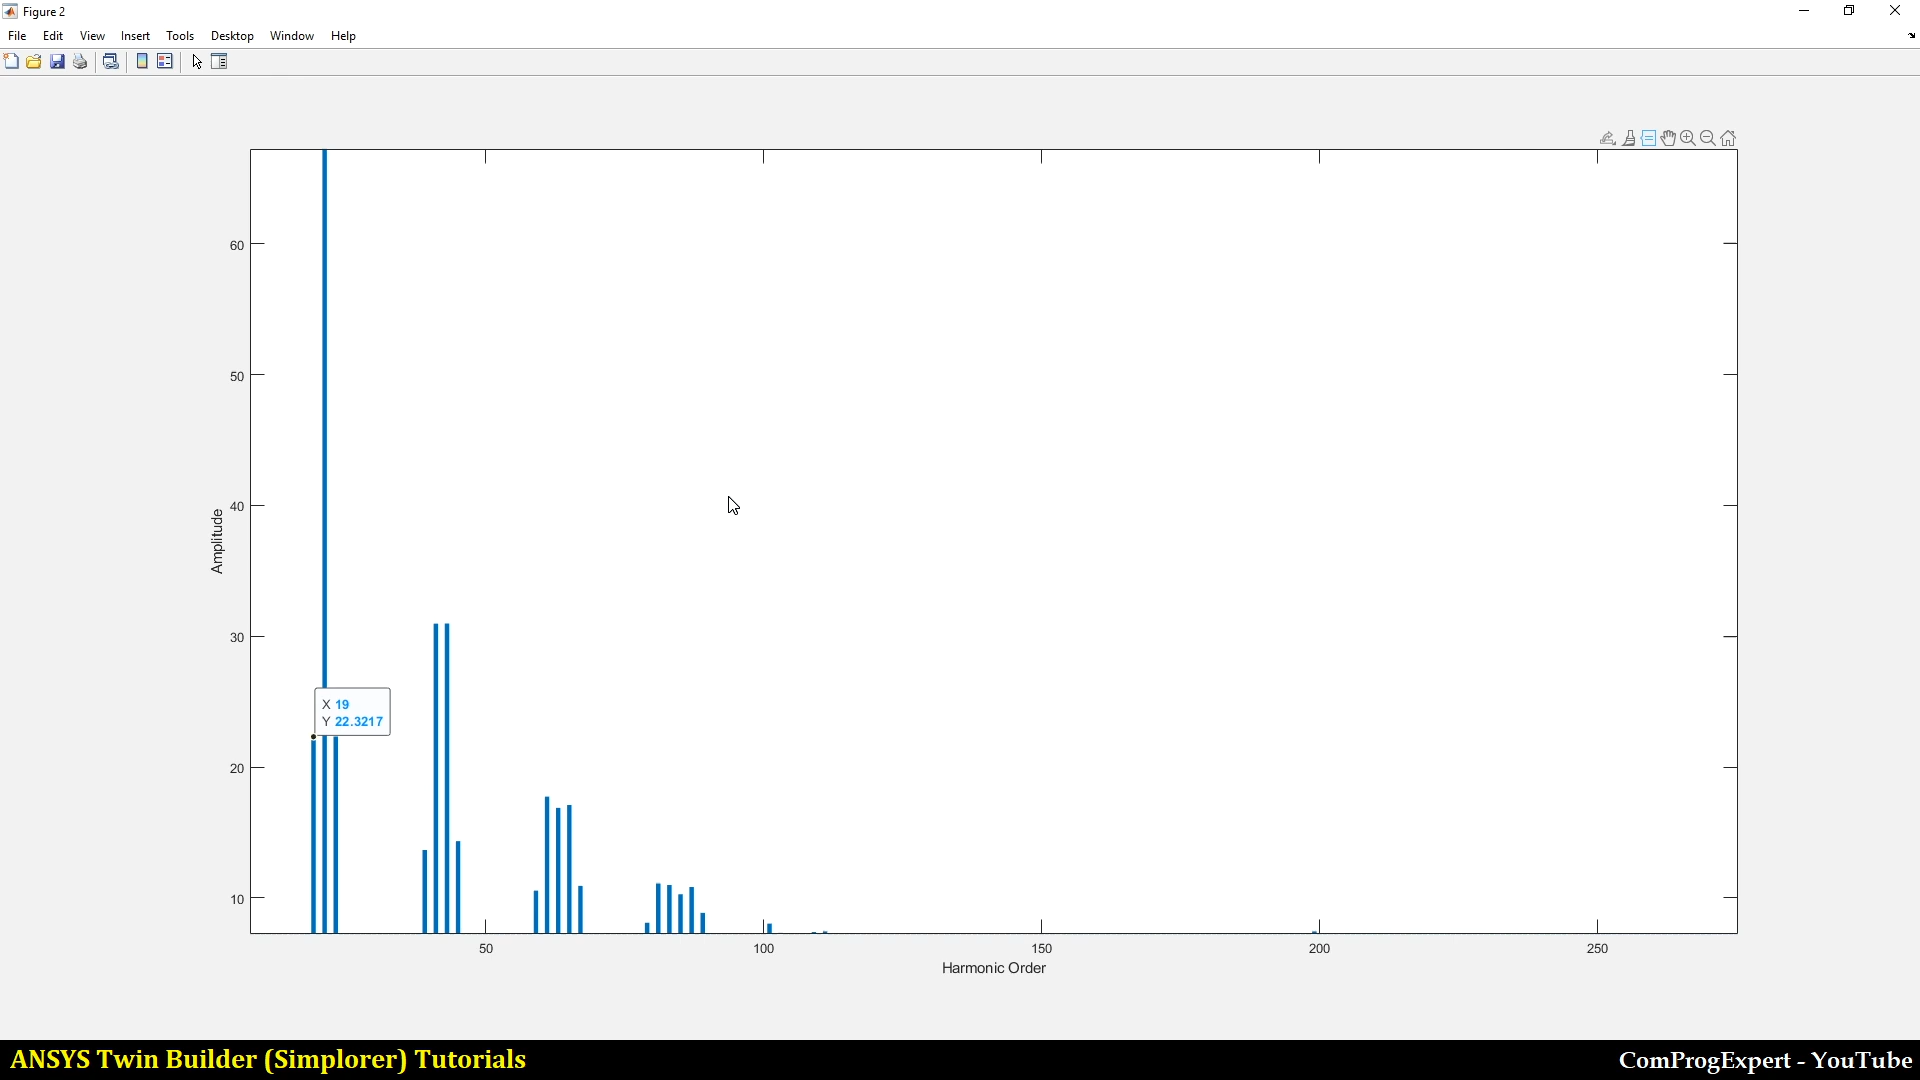 Figure 2
File Edit View Insert Tools Desktop Window Help
60
50
40
30
20
10
Amplitude
X 19
Y 22.3217
50 100 150 200 250
Harmonic Order
ANSYS Twin Builder (Simplorer) Tutorials
ComProgExpert - YouTube